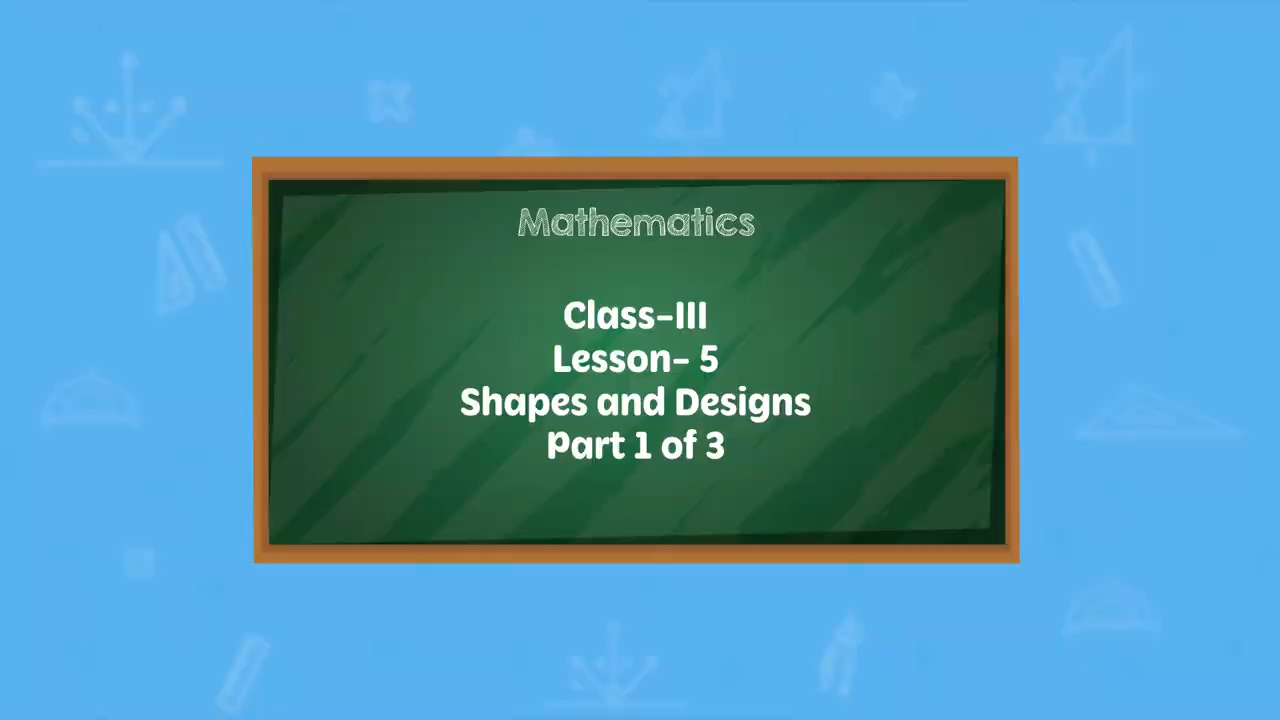 Mathematics
Class-III
Lesson- 5
Shapes and Designs
Part 1 of 3